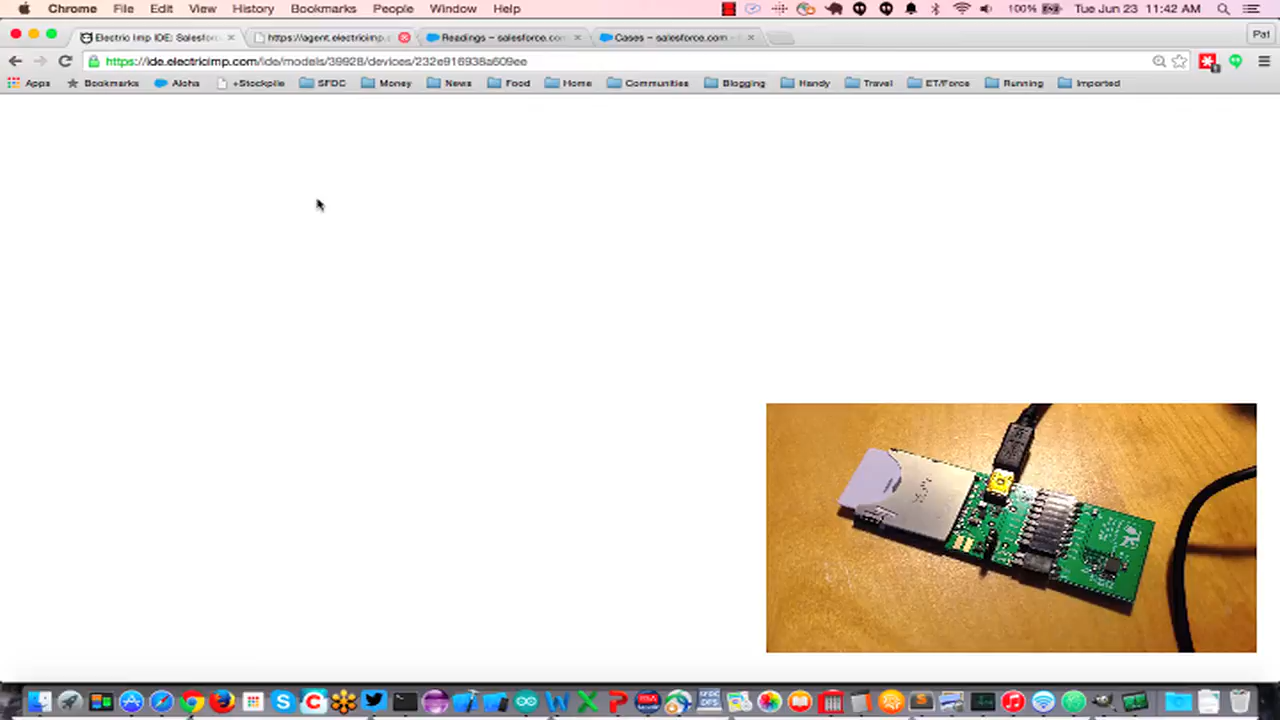 Chrome File Edit View History Bookmarks People Window Help 100% Tue Jun 23 11:42 AM
Electric Imp IDE: Salesforc https://agent.electricimp. Readings – salesforce.com Cases – salesforce.com Pat
https://ide.electricimp.com/ide/models/39928/devices/232e916938a609ee
Apps Bookmarks Aloha +Stockpile SFDC Money News Food Home Communities Blogging Handy Travel ET/Force Running Imported